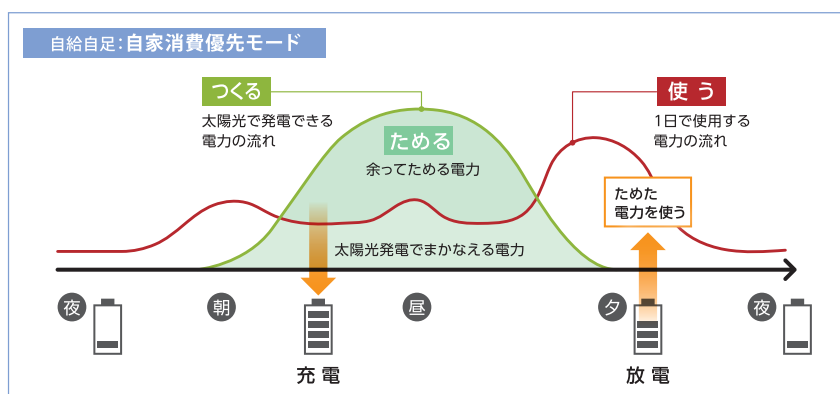 自給自足：自家消費優先モード
つくる
太陽光で発電できる
電力の流れ
使う
1日で使用する
電力の流れ
ためる
余ってためる電力
ためた
電力を使う
太陽光発電でまかなえる電力
夜
朝
昼
夕
夜
充電
放電